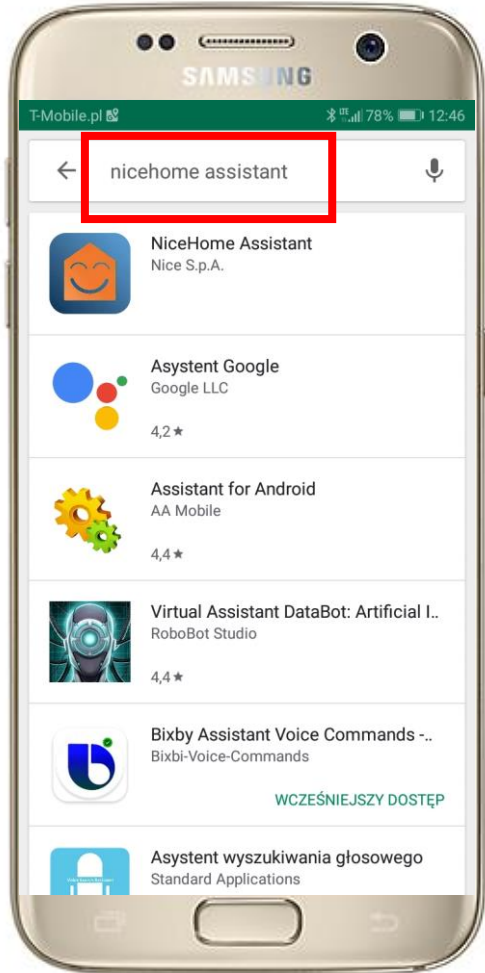 SAMSUNG
T-Mobile.pl LTE 78% 12:46
nicehome assistant
NiceHome Assistant
Nice S.p.A.
Asystent Google
Google LLC
4,2★
Assistant for Android
AA Mobile
4,4★
Virtual Assistant DataBot: Artificial I..
RoboBot Studio
4,4★
Bixby Assistant Voice Commands -..
Bixbi-Voice-Commands
WCZEŚNIEJSZY DOSTĘP
Asystent wyszukiwania głosowego
Standard Applications